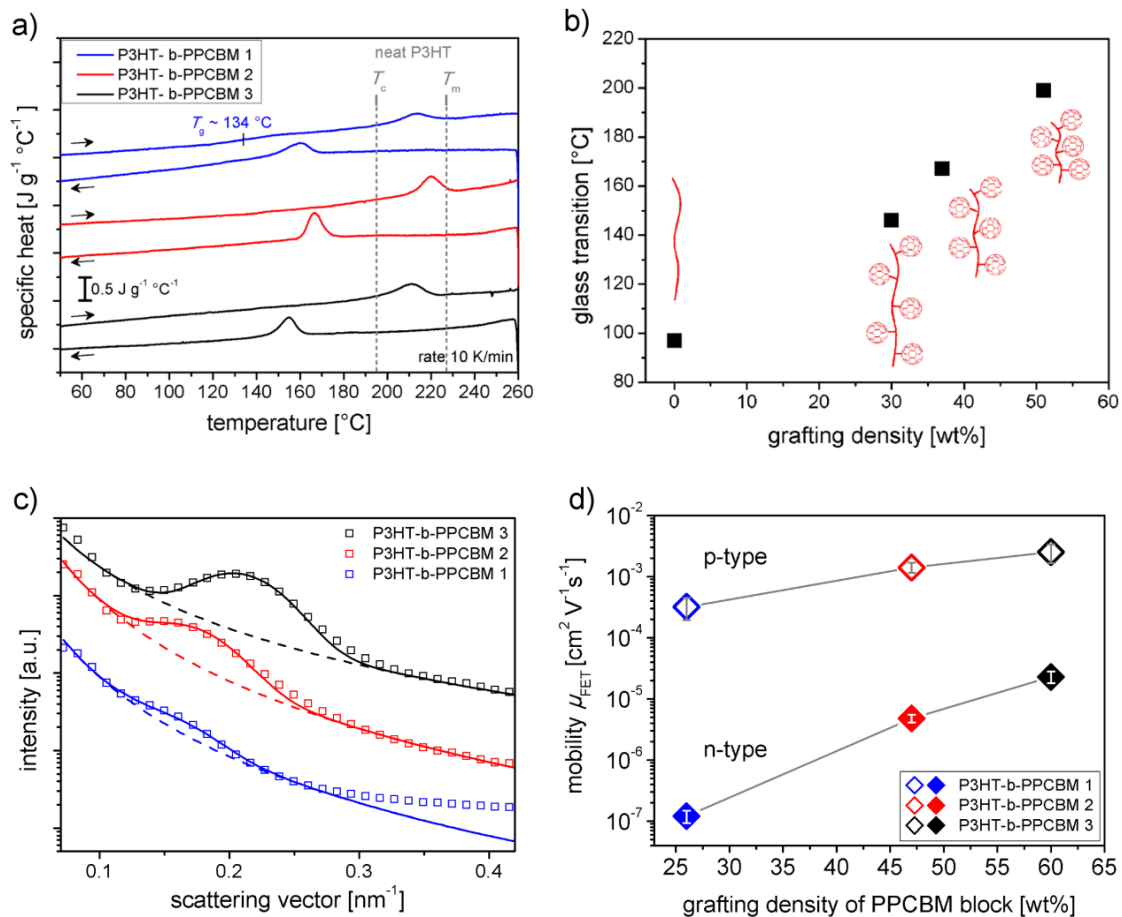 a)
P3HT- b-PPCBM 1
P3HT- b-PPCBM 2
P3HT- b-PPCBM 3
neat P3HT
Tc
Tm
Tg ~ 134 °C
0.5 J g-1 °C-1
rate 10 K/min
specific heat [J g-1 °C-1]
60 80 100 120 140 160 180 200 220 240 260
temperature [°C]
b)
220
200
180
160
140
120
100
80
glass transition [°C]
0 10 20 30 40 50 60
grafting density [wt%]
c)
P3HT-b-PPCBM 3
P3HT-b-PPCBM 2
P3HT-b-PPCBM 1
intensity [a.u.]
0.1 0.2 0.3 0.4
scattering vector [nm-1]
d)
10-2
10-3
10-4
10-5
10-6
10-7
mobility μFET [cm2 V-1s-1]
p-type
n-type
P3HT-b-PPCBM 1
P3HT-b-PPCBM 2
P3HT-b-PPCBM 3
25 30 35 40 45 50 55 60 65
grafting density of PPCBM block [wt%]